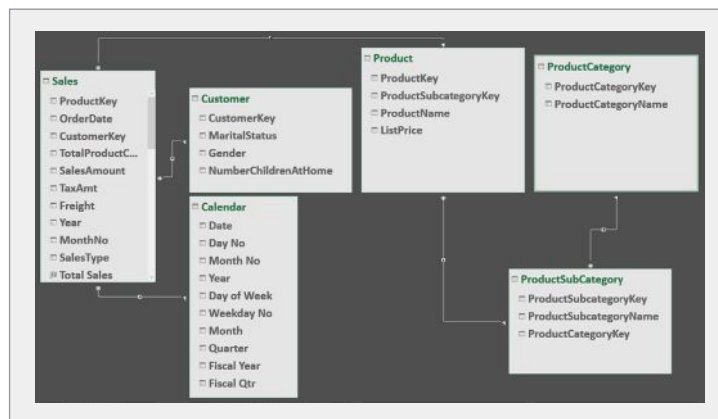 Sales
ProductKey
OrderDate
CustomerKey
TotalProductC...
SalesAmount
TaxAmt
Freight
Year
MonthNo
SalesType
Total Sales
Customer
CustomerKey
MaritalStatus
Gender
NumberChildrenAtHome
Calendar
Date
Day No
Month No
Year
Day of Week
Weekday No
Month
Quarter
Fiscal Year
Fiscal Qtr
Product
ProductKey
ProductSubcategoryKey
ProductName
ListPrice
ProductCategory
ProductCategoryKey
ProductCategoryName
ProductSubCategory
ProductSubcategoryKey
ProductSubcategoryName
ProductCategoryKey